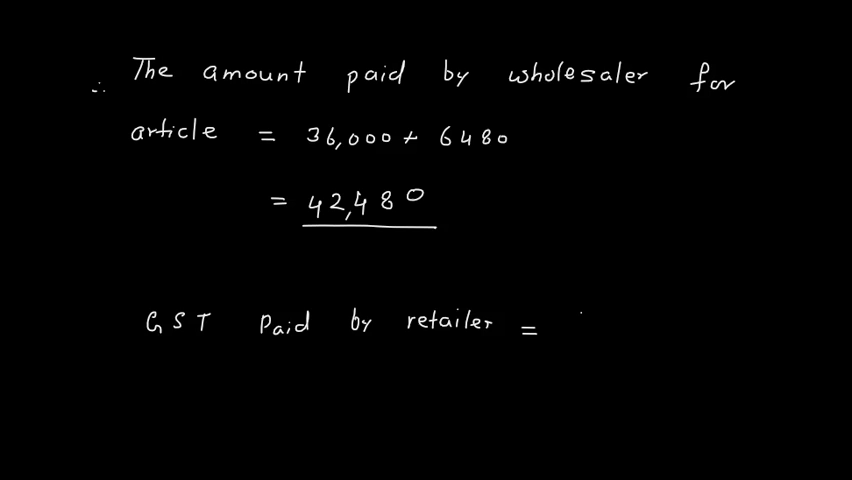 ∴ The amount paid by wholesaler for
article = 36,000 + 6480
= 42,480
GST Paid by retailer =